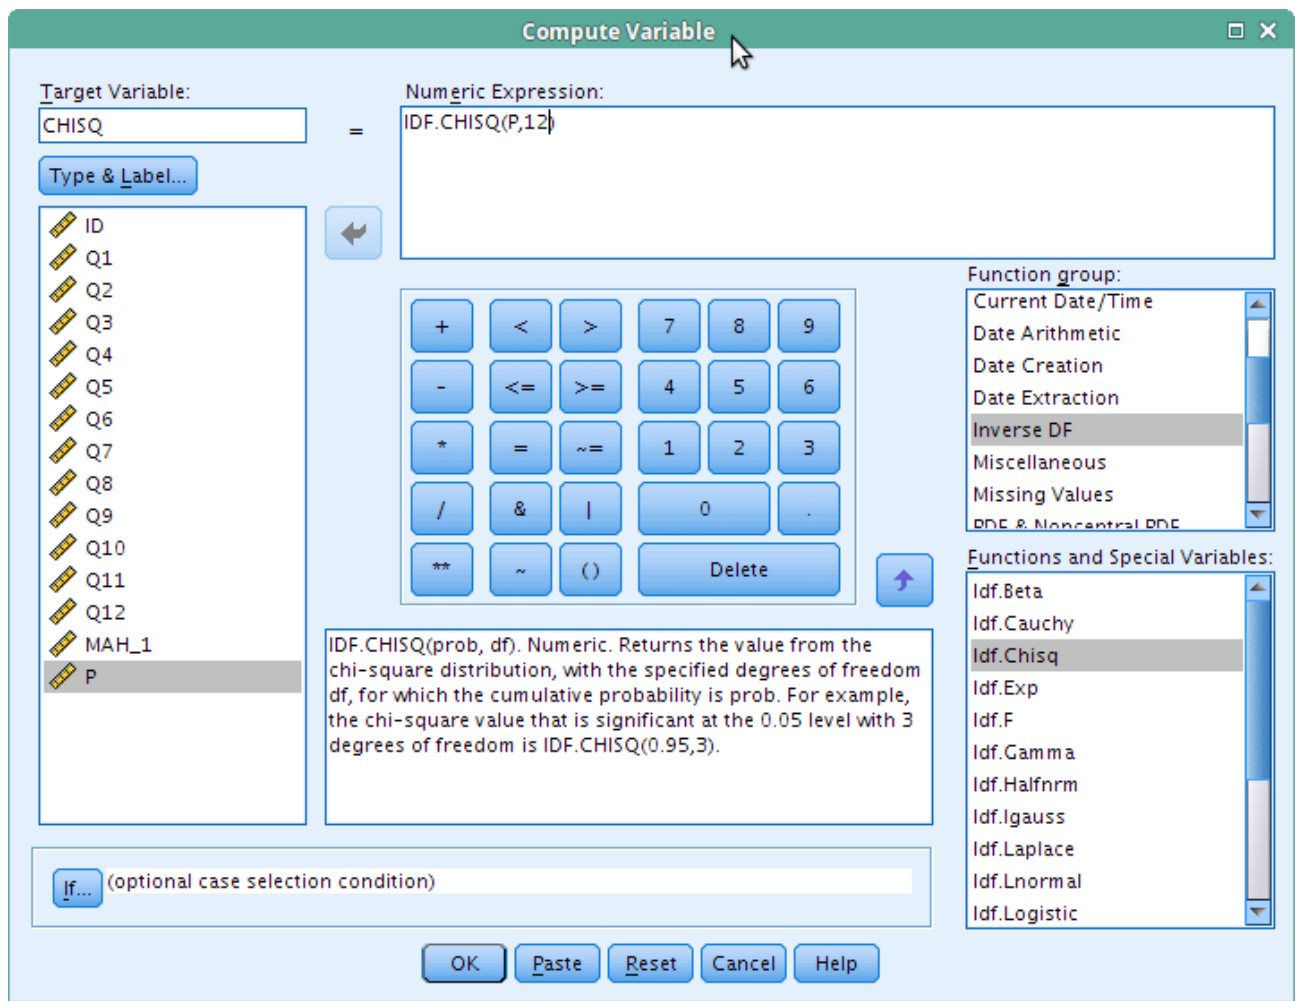 Compute Variable
Target Variable:
CHISQ
=
Numeric Expression:
IDF.CHISQ(P,12)
Type & Label...
ID
Q1
Q2
Q3
Q4
Q5
Q6
Q7
Q8
Q9
Q10
Q11
Q12
MAH_1
P
+ < > 7 8 9
- <= >= 4 5 6
* = ~= 1 2 3
/ & | 0 .
** ~ () Delete
Function group:
Current Date/Time
Date Arithmetic
Date Creation
Date Extraction
Inverse DF
Miscellaneous
Missing Values
PDF & Noncentral PDF
Functions and Special Variables:
Idf.Beta
Idf.Cauchy
Idf.Chisq
Idf.Exp
Idf.F
Idf.Gamma
Idf.Halfnrm
Idf.Igauss
Idf.Laplace
Idf.Lnormal
Idf.Logistic
IDF.CHISQ(prob, df). Numeric. Returns the value from the
chi-square distribution, with the specified degrees of freedom
df, for which the cumulative probability is prob. For example,
the chi-square value that is significant at the 0.05 level with 3
degrees of freedom is IDF.CHISQ(0.95,3).
If... (optional case selection condition)
OK Paste Reset Cancel Help